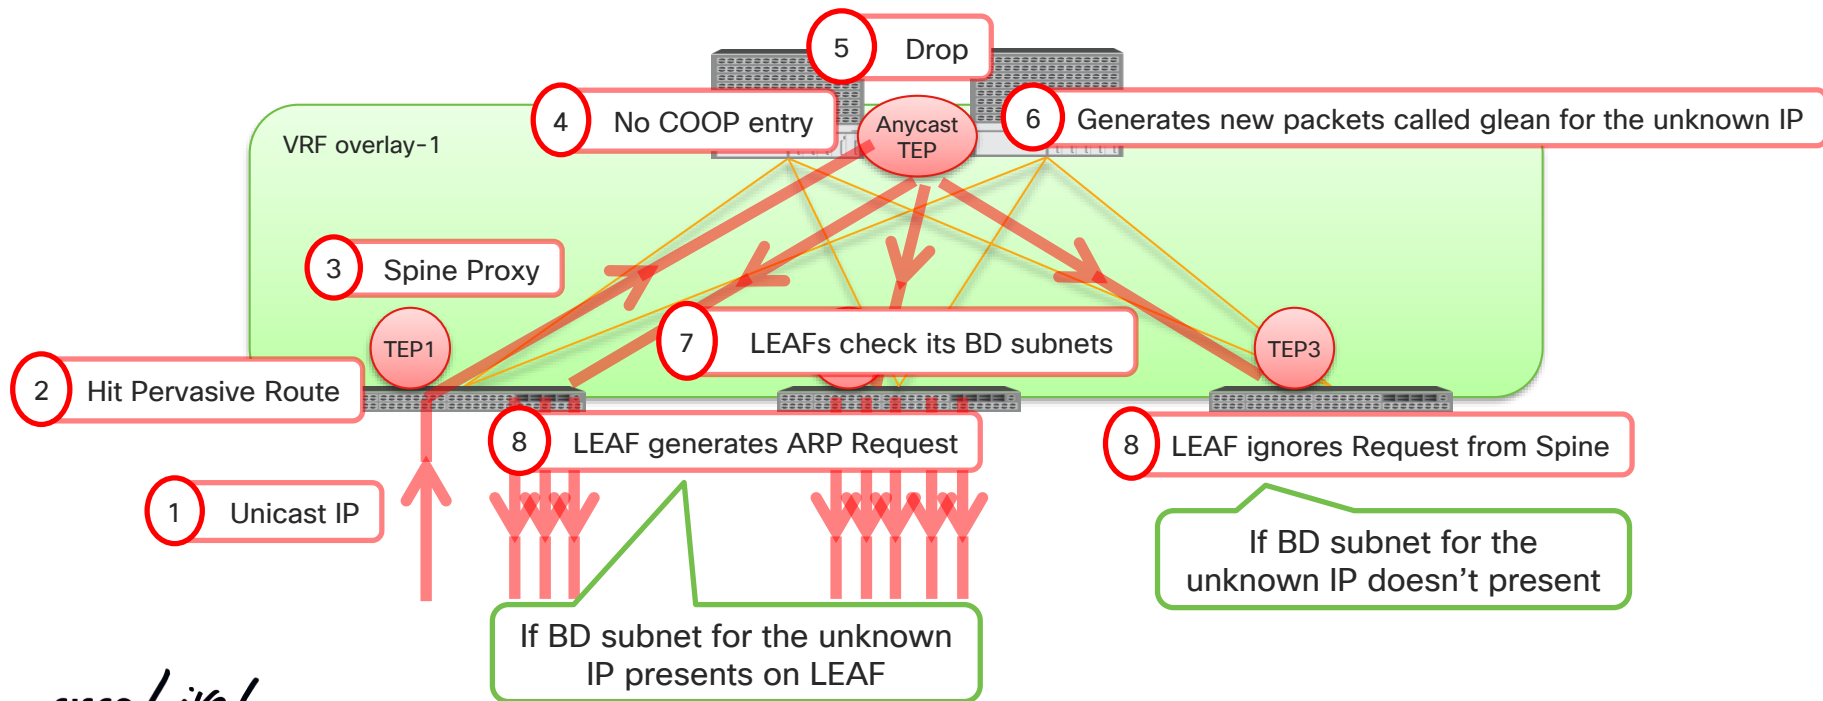 5 Drop
4 No COOP entry
Anycast
TEP
6 Generates new packets called glean for the unknown IP
VRF overlay-1
3 Spine Proxy
TEP1
7 LEAFs check its BD subnets
TEP3
2 Hit Pervasive Route
8 LEAF generates ARP Request
8 LEAF ignores Request from Spine
1 Unicast IP
If BD subnet for the
unknown IP doesn’t present
If BD subnet for the unknown
IP presents on LEAF